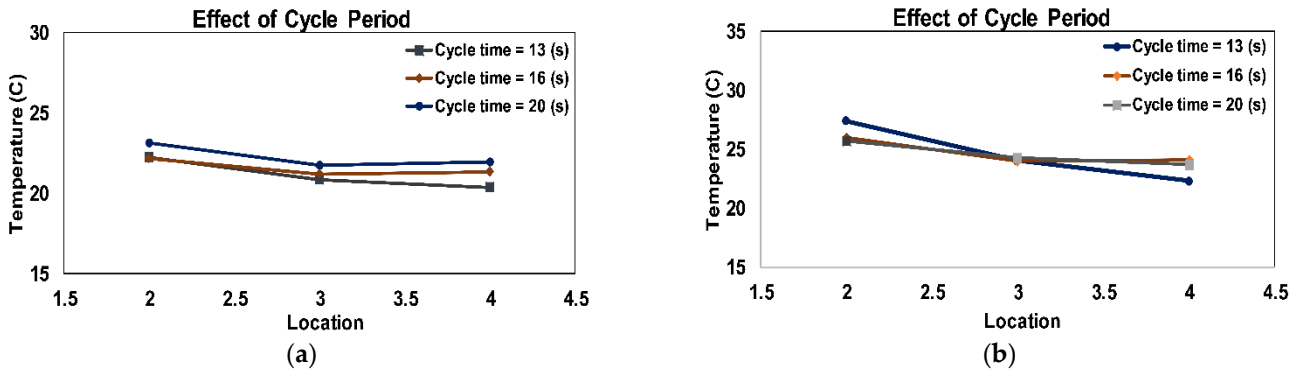 Effect of Cycle Period
30
25
20
15
Temperature (C)
Cycle time = 13 (s)
Cycle time = 16 (s)
Cycle time = 20 (s)
1.5 2 2.5 3 3.5 4 4.5
Location
(a)
Effect of Cycle Period
35
30
25
20
15
Temperature (C)
Cycle time = 13 (s)
Cycle time = 16 (s)
Cycle time = 20 (s)
1.5 2 2.5 3 3.5 4 4.5
Location
(b)